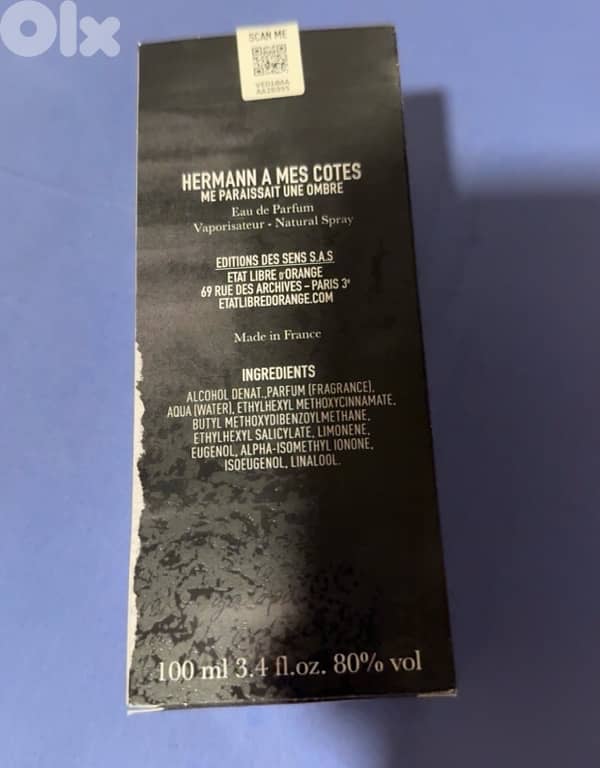 Olx
SCAN ME
HERMANN A MES COTES
ME PARAISSAIT UNE OMBRE
Eau de Parfum
Vaporisateur - Natural Spray
EDITIONS DES SENS S.A.S
ETAT LIBRE d'ORANGE
69 RUE DES ARCHIVES – PARIS 3e
ETATLIBREDORANGE.COM
Made in France
INGREDIENTS
ALCOHOL DENAT.,PARFUM (FRAGRANCE),
AQUA (WATER), ETHYLHEXYL METHOXYCINNAMATE,
BUTYL METHOXYDIBENZOYLMETHANE,
ETHYLHEXYL SALICYLATE, LIMONENE,
EUGENOL, ALPHA-ISOMETHYL IONONE,
ISOEUGENOL, LINALOOL.
100 ml 3.4 fl.oz. 80% vol